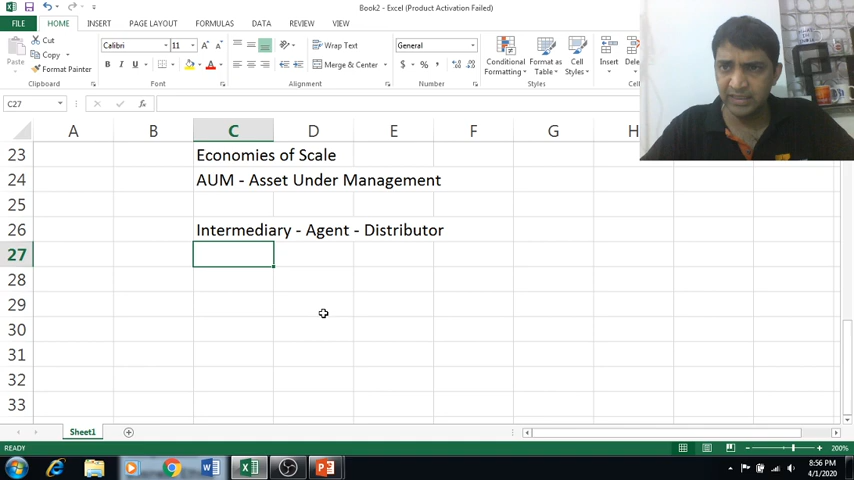 Book2 - Excel (Product Activation Failed)
FILE HOME INSERT PAGE LAYOUT FORMULAS DATA REVIEW VIEW
Paste
Cut
Copy
Format Painter
Clipboard
Calibri 11
B I U
Font
Wrap Text
Merge & Center
Alignment
General
$ % ,
Number
Conditional Formatting
Format as Table
Cell Styles
Styles
Insert
C27
fx
A B C D E F G H
23 Economies of Scale
24 AUM - Asset Under Management
25
26 Intermediary - Agent - Distributor
27
28
29
30
31
32
33
Sheet1
READY
200%
8:56 PM
4/1/2020